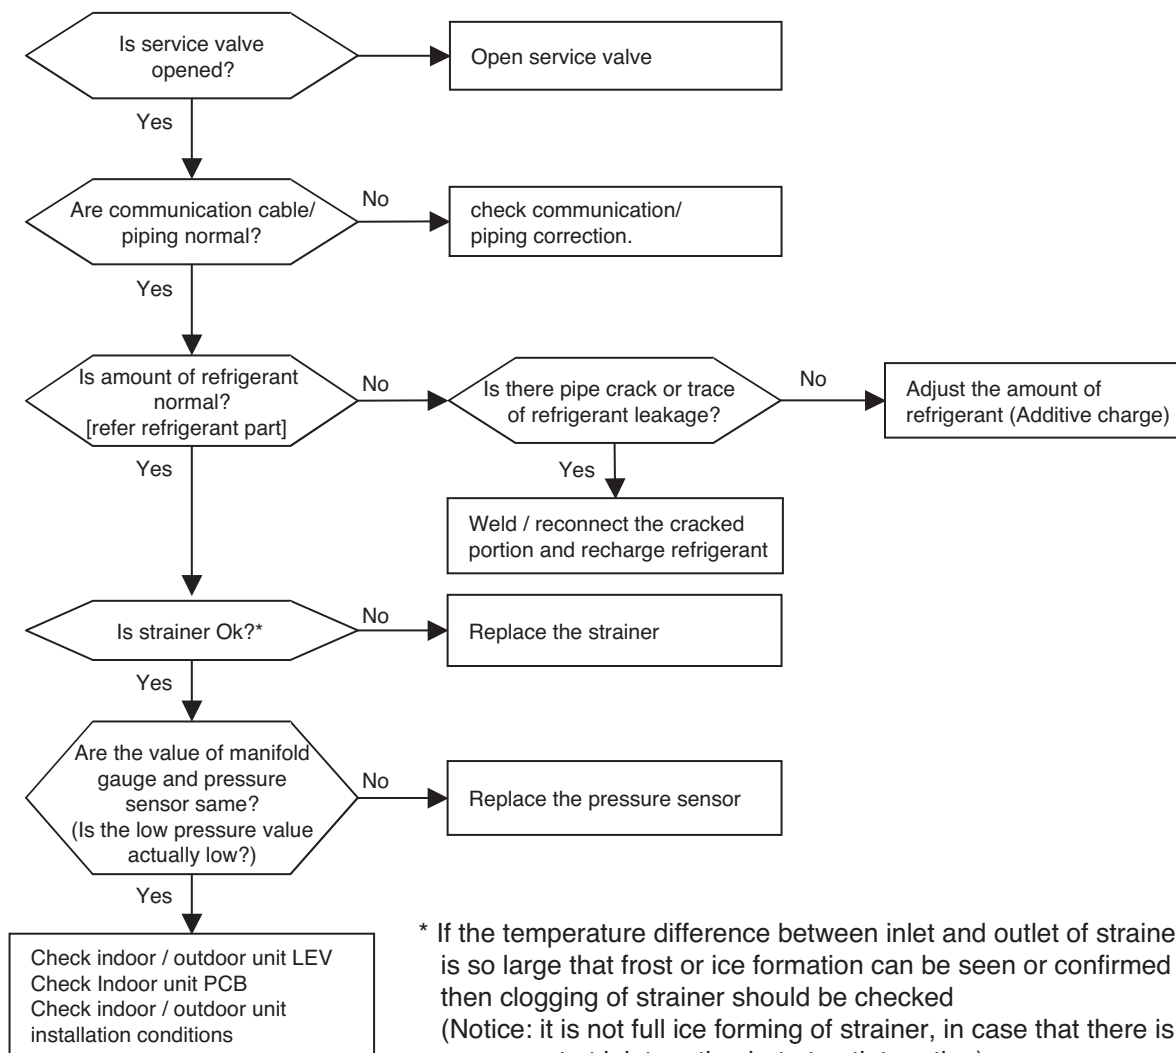 Is service valve
opened?
Open service valve
Yes
Are communication cable/
piping normal?
No
check communication/
piping correction.
Yes
Is amount of refrigerant
normal?
[refer refrigerant part]
No
Is there pipe crack or trace
of refrigerant leakage?
No
Adjust the amount of
refrigerant (Additive charge)
Yes
Yes
Weld / reconnect the cracked
portion and recharge refrigerant
Is strainer Ok?*
No
Replace the strainer
Yes
Are the value of manifold
gauge and pressure
sensor same?
(Is the low pressure value
actually low?)
No
Replace the pressure sensor
Yes
Check indoor / outdoor unit LEV
Check Indoor unit PCB
Check indoor / outdoor unit
installation conditions
* If the temperature difference between inlet and outlet of straine
is so large that frost or ice formation can be seen or confirmed
then clogging of strainer should be checked
(Notice: it is not full ice forming of strainer, in case that there is